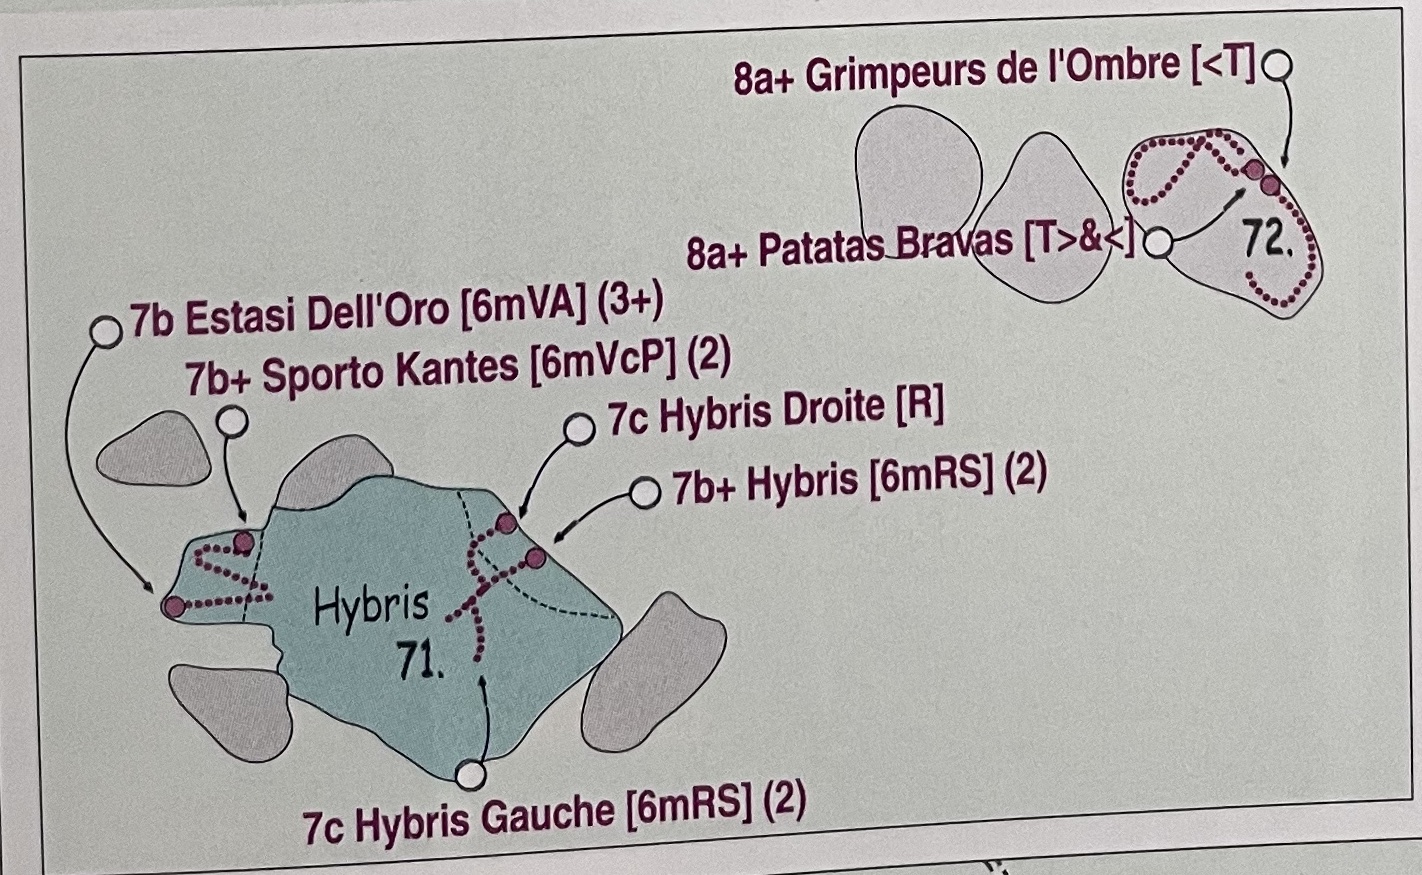 8a+ Grimpeurs de l'Ombre [<T]
8a+ Patatas Bravas [T>&<]
72.
7b Estasi Dell'Oro [6mVA] (3+)
7b+ Sporto Kantes [6mVcP] (2)
7c Hybris Droite [R]
7b+ Hybris [6mRS] (2)
Hybris
71.
7c Hybris Gauche [6mRS] (2)